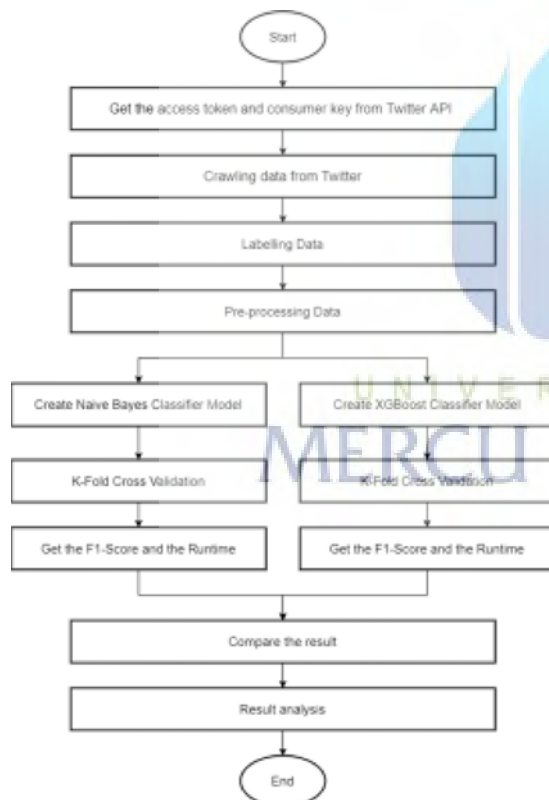 Start
Get the access token and consumer key from Twitter API
Crawling data from Twitter
Labelling Data
Pre-processing Data
Create Naive Bayes Classifier Model
Create XGBoost Classifier Model
UNIVER
MERCU
K-Fold Cross Validation
K-Fold Cross Validation
Get the F1-Score and the Runtime
Get the F1-Score and the Runtime
Compare the result
Result analysis
End